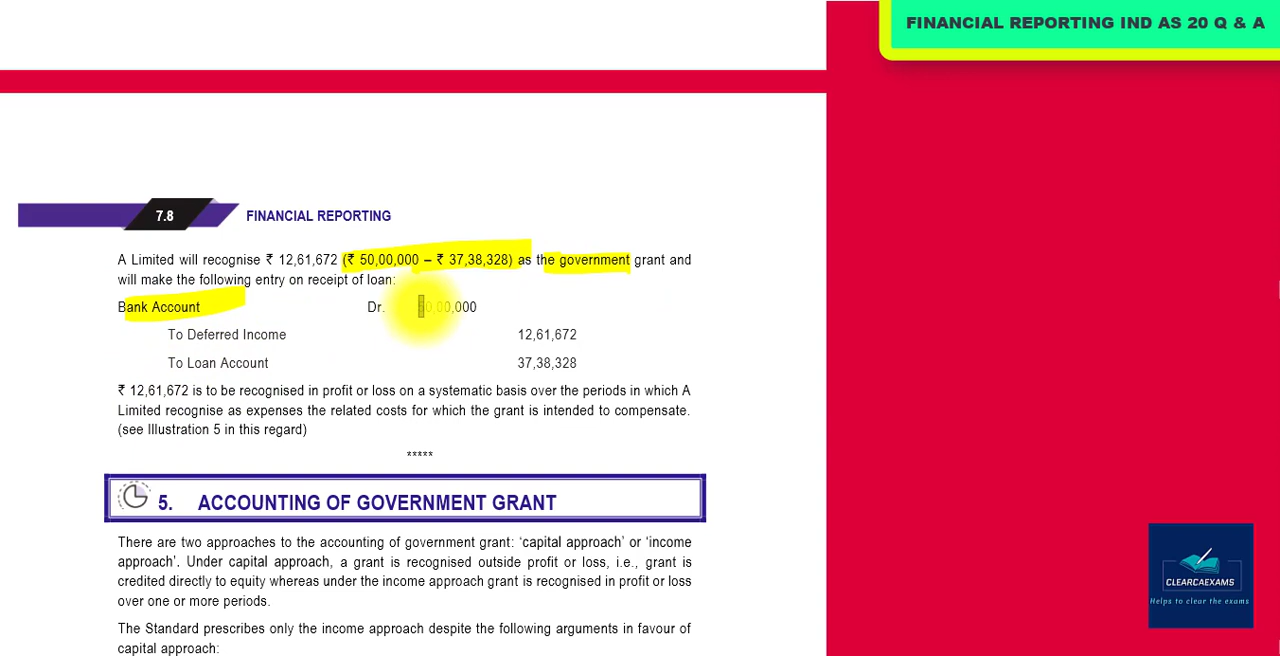 FINANCIAL REPORTING IND AS 20 Q & A
7.8 FINANCIAL REPORTING
A Limited will recognise ₹ 12,61,672 (₹ 50,00,000 – ₹ 37,38,328) as the government grant and
will make the following entry on receipt of loan:
Bank Account Dr. 50,00,000
To Deferred Income 12,61,672
To Loan Account 37,38,328
₹ 12,61,672 is to be recognised in profit or loss on a systematic basis over the periods in which A
Limited recognise as expenses the related costs for which the grant is intended to compensate.
(see Illustration 5 in this regard)
*****
5. ACCOUNTING OF GOVERNMENT GRANT
There are two approaches to the accounting of government grant: ‘capital approach’ or ‘income
approach’. Under capital approach, a grant is recognised outside profit or loss, i.e., grant is
credited directly to equity whereas under the income approach grant is recognised in profit or loss
over one or more periods.
The Standard prescribes only the income approach despite the following arguments in favour of
capital approach:
CLEARCAEXAMS
Helps to clear the exams